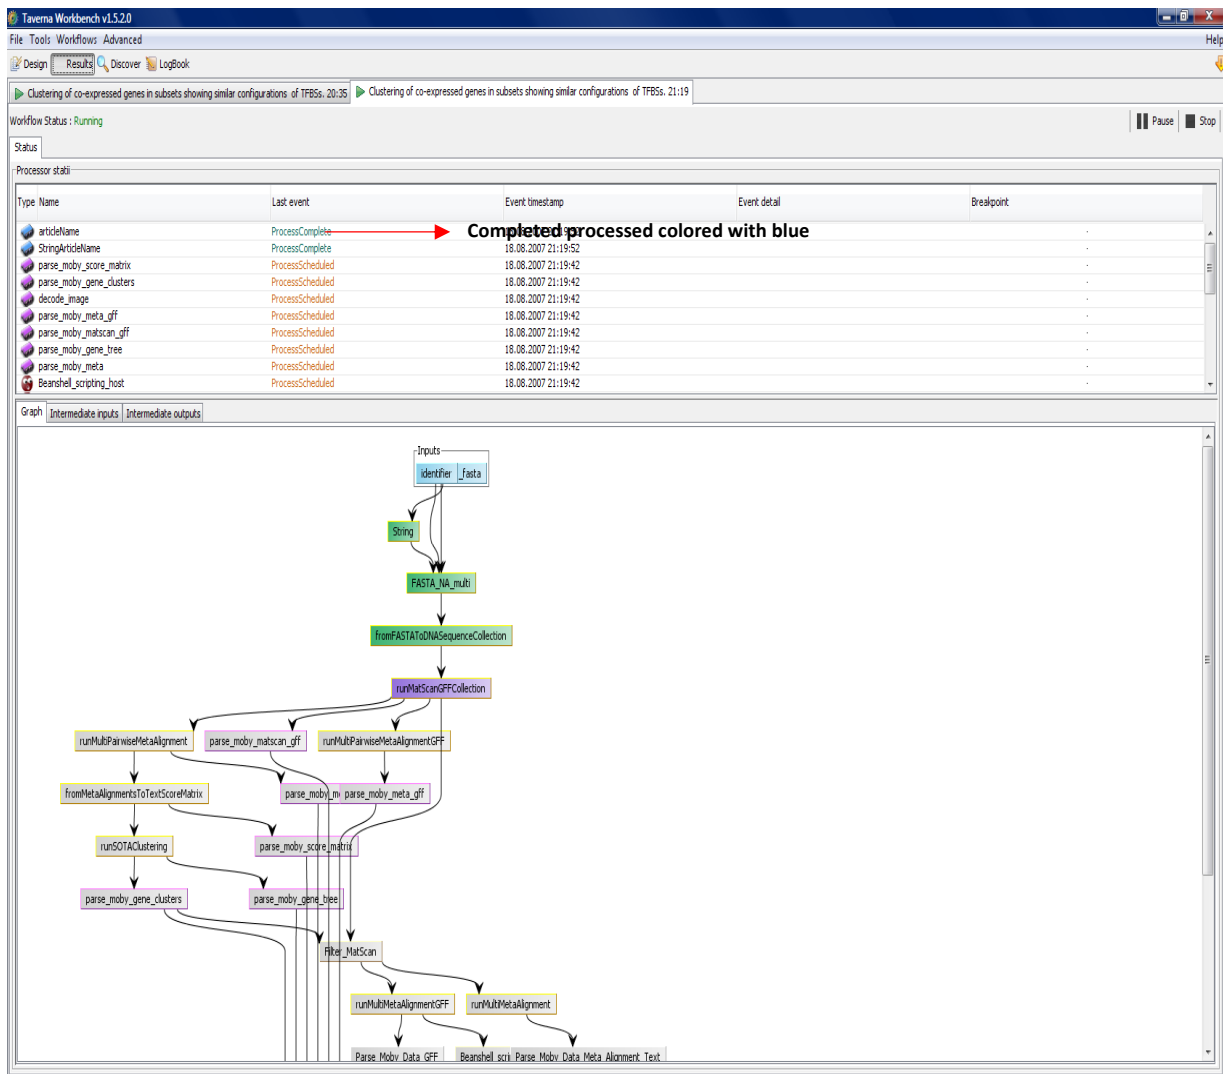 Taverna Workbench v1.5.2.0
File Tools Workflows Advanced Help
Design Results Discover LogBook
Clustering of co-expressed genes in subsets showing similar configurations of TFBSs. 20:35 Clustering of co-expressed genes in subsets showing similar configurations of TFBSs. 21:19
Workflow Status : Running Pause Stop
Status
Processor statii
Type Name Last event Event timestamp Event detail Breakpoint
articleName ProcessComplete Completed processed colored with blue
StringArticleName ProcessComplete 18.08.2007 21:19:52
parse_moby_score_matrix ProcessScheduled 18.08.2007 21:19:42
parse_moby_gene_clusters ProcessScheduled 18.08.2007 21:19:42
decode_image ProcessScheduled 18.08.2007 21:19:42
parse_moby_meta_gff ProcessScheduled 18.08.2007 21:19:42
parse_moby_matscan_gff ProcessScheduled 18.08.2007 21:19:42
parse_moby_gene_tree ProcessScheduled 18.08.2007 21:19:42
parse_moby_meta ProcessScheduled 18.08.2007 21:19:42
Beanshell_scripting_host ProcessScheduled 18.08.2007 21:19:42
Graph Intermediate inputs Intermediate outputs
Inputs
identifier _fasta
String
FASTA_NA_multi
fromFASTAToDNASequenceCollection
runMatScanGFFCollection
runMultiPairwiseMetaAlignment parse_moby_matscan_gff runMultiPairwiseMetaAlignmentGFF
fromMetaAlignmentsToTextScoreMatrix parse_moby_me parse_moby_meta_gff
runSOTAClustering parse_moby_score_matrix
parse_moby_gene_clusters parse_moby_gene_tree
Filter_MatScan
runMultiMetaAlignmentGFF runMultiMetaAlignment
Parse_Moby_Data_GFF Beanshell_scri Parse_Moby_Data_Meta_Alignment_Text